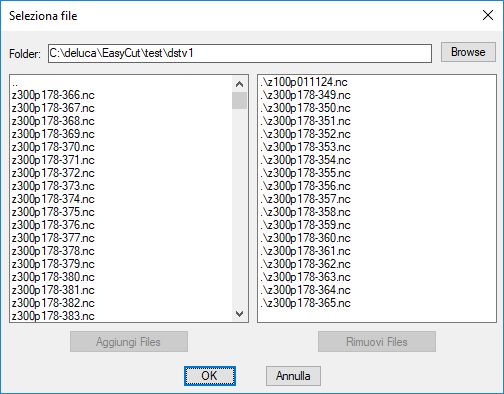 Seleziona file
Folder: C:\deluca\EasyCut\test\dstv1 Browse
..
z300p178-366.nc
z300p178-367.nc
z300p178-368.nc
z300p178-369.nc
z300p178-370.nc
z300p178-371.nc
z300p178-372.nc
z300p178-373.nc
z300p178-374.nc
z300p178-375.nc
z300p178-376.nc
z300p178-377.nc
z300p178-378.nc
z300p178-379.nc
z300p178-380.nc
z300p178-381.nc
z300p178-382.nc
z300p178-383.nc
.\z100p011124.nc
.\z300p178-349.nc
.\z300p178-350.nc
.\z300p178-351.nc
.\z300p178-352.nc
.\z300p178-353.nc
.\z300p178-354.nc
.\z300p178-355.nc
.\z300p178-356.nc
.\z300p178-357.nc
.\z300p178-358.nc
.\z300p178-359.nc
.\z300p178-360.nc
.\z300p178-361.nc
.\z300p178-362.nc
.\z300p178-363.nc
.\z300p178-364.nc
.\z300p178-365.nc
Aggiungi Files Rimuovi Files
OK Annulla